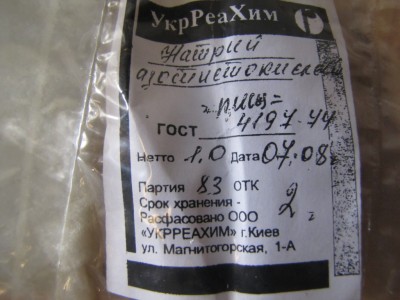 УкрРеаХим
Натрий
азотистокислый
ГОСТ 4197-74
Нетто 1,0 Дата 07.08
Партия 83 ОТК
Срок хранения - 2 г
Расфасовано ООО
«УКРРЕАХИМ» г.Киев
ул. Магнитогорская, 1-А